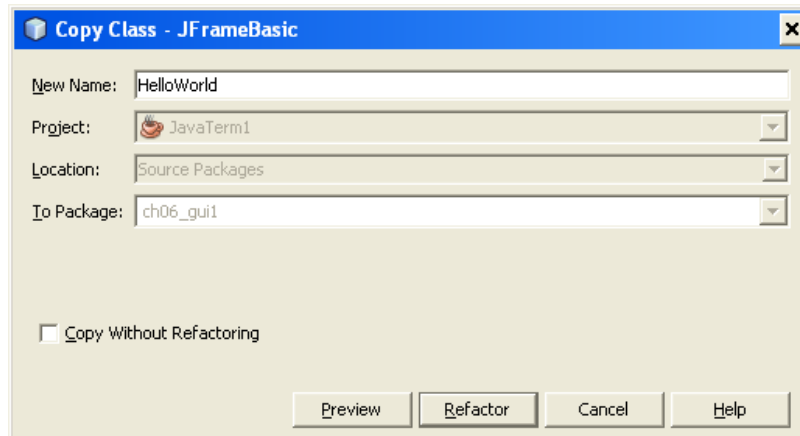 Copy Class - JFrameBasic
New Name: HelloWorld
Project: JavaTerm1
Location: Source Packages
To Package: ch06_gui1
Copy Without Refactoring
Preview Refactor Cancel Help